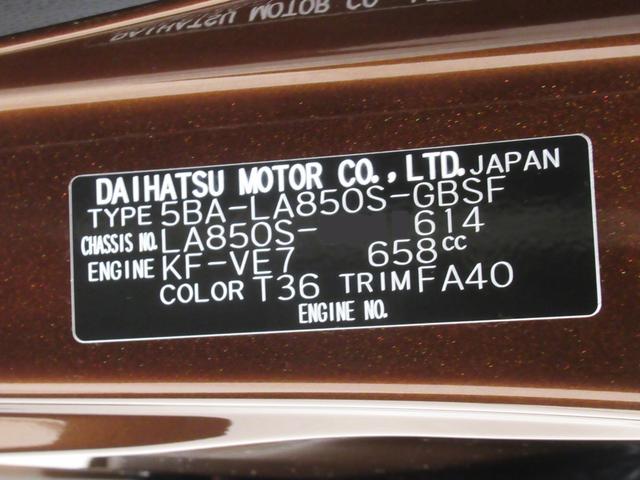 DAIHATSU MOTOR CO., LTD. JAPAN
TYPE 5BA-LA850S-GBSF
CHASSIS NO. LA850S- 614
ENGINE KF-VE7 658cc
COLOR T36 TRIM FA40
ENGINE NO.